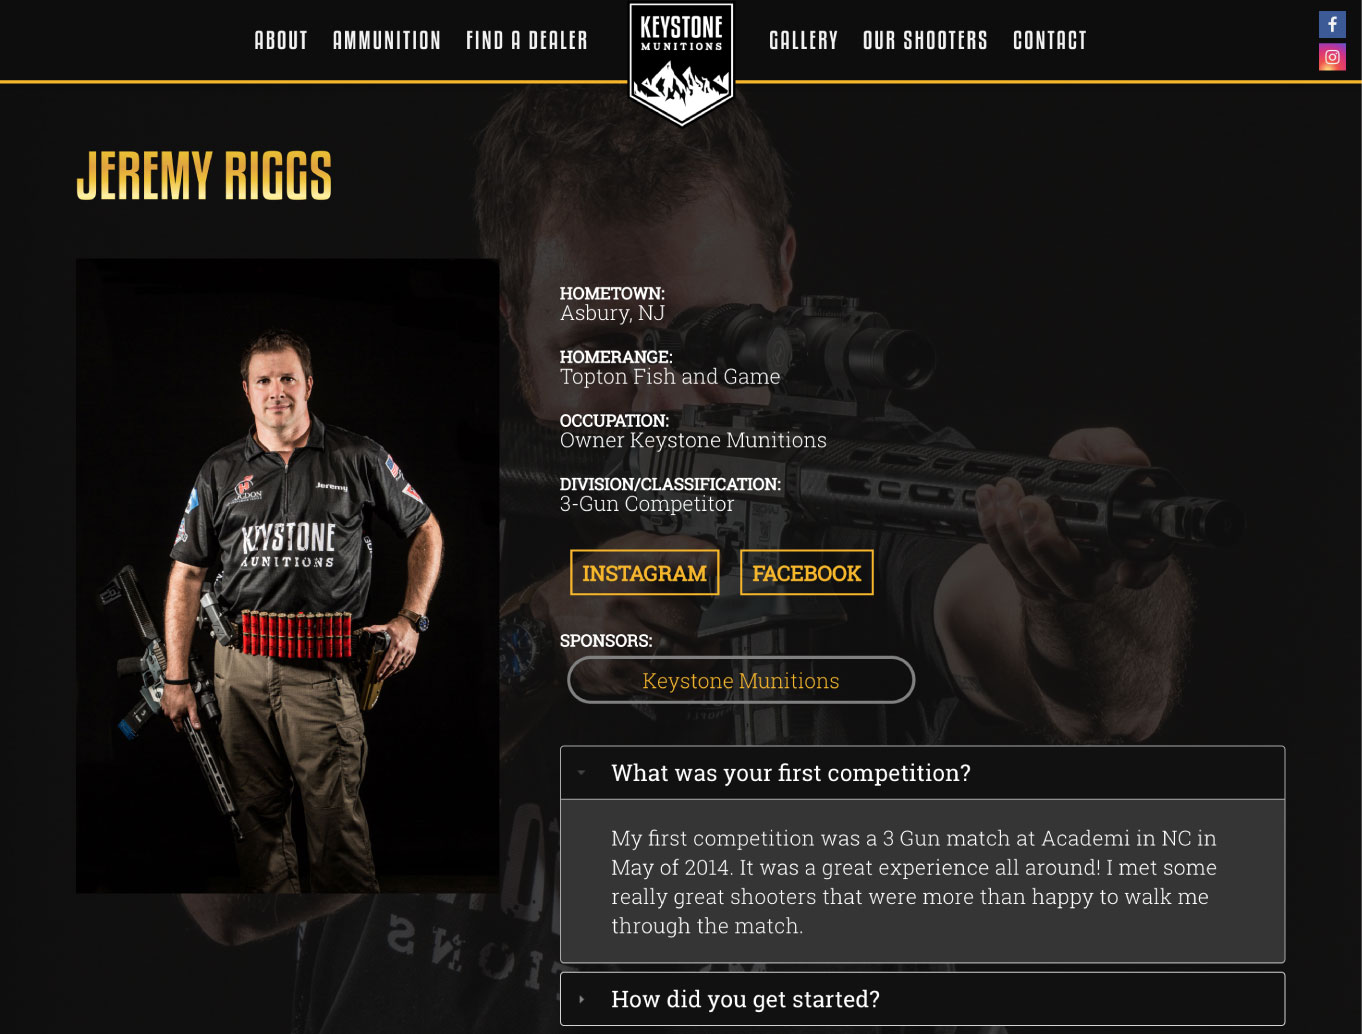 ABOUT
AMMUNITION
FIND A DEALER
KEYSTONE
MUNITIONS
GALLERY
OUR SHOOTERS
CONTACT
JEREMY RIGGS
Jeremy
KEYSTONE
MUNITIONS
HOMETOWN:
Asbury, NJ
HOMERANGE:
Topton Fish and Game
OCCUPATION:
Owner Keystone Munitions
DIVISION/CLASSIFICATION:
3-Gun Competitor
INSTAGRAM
FACEBOOK
SPONSORS:
Keystone Munitions
What was your first competition?
My first competition was a 3 Gun match at Academi in NC in
May of 2014. It was a great experience all around! I met some
really great shooters that were more than happy to walk me
through the match.
How did you get started?